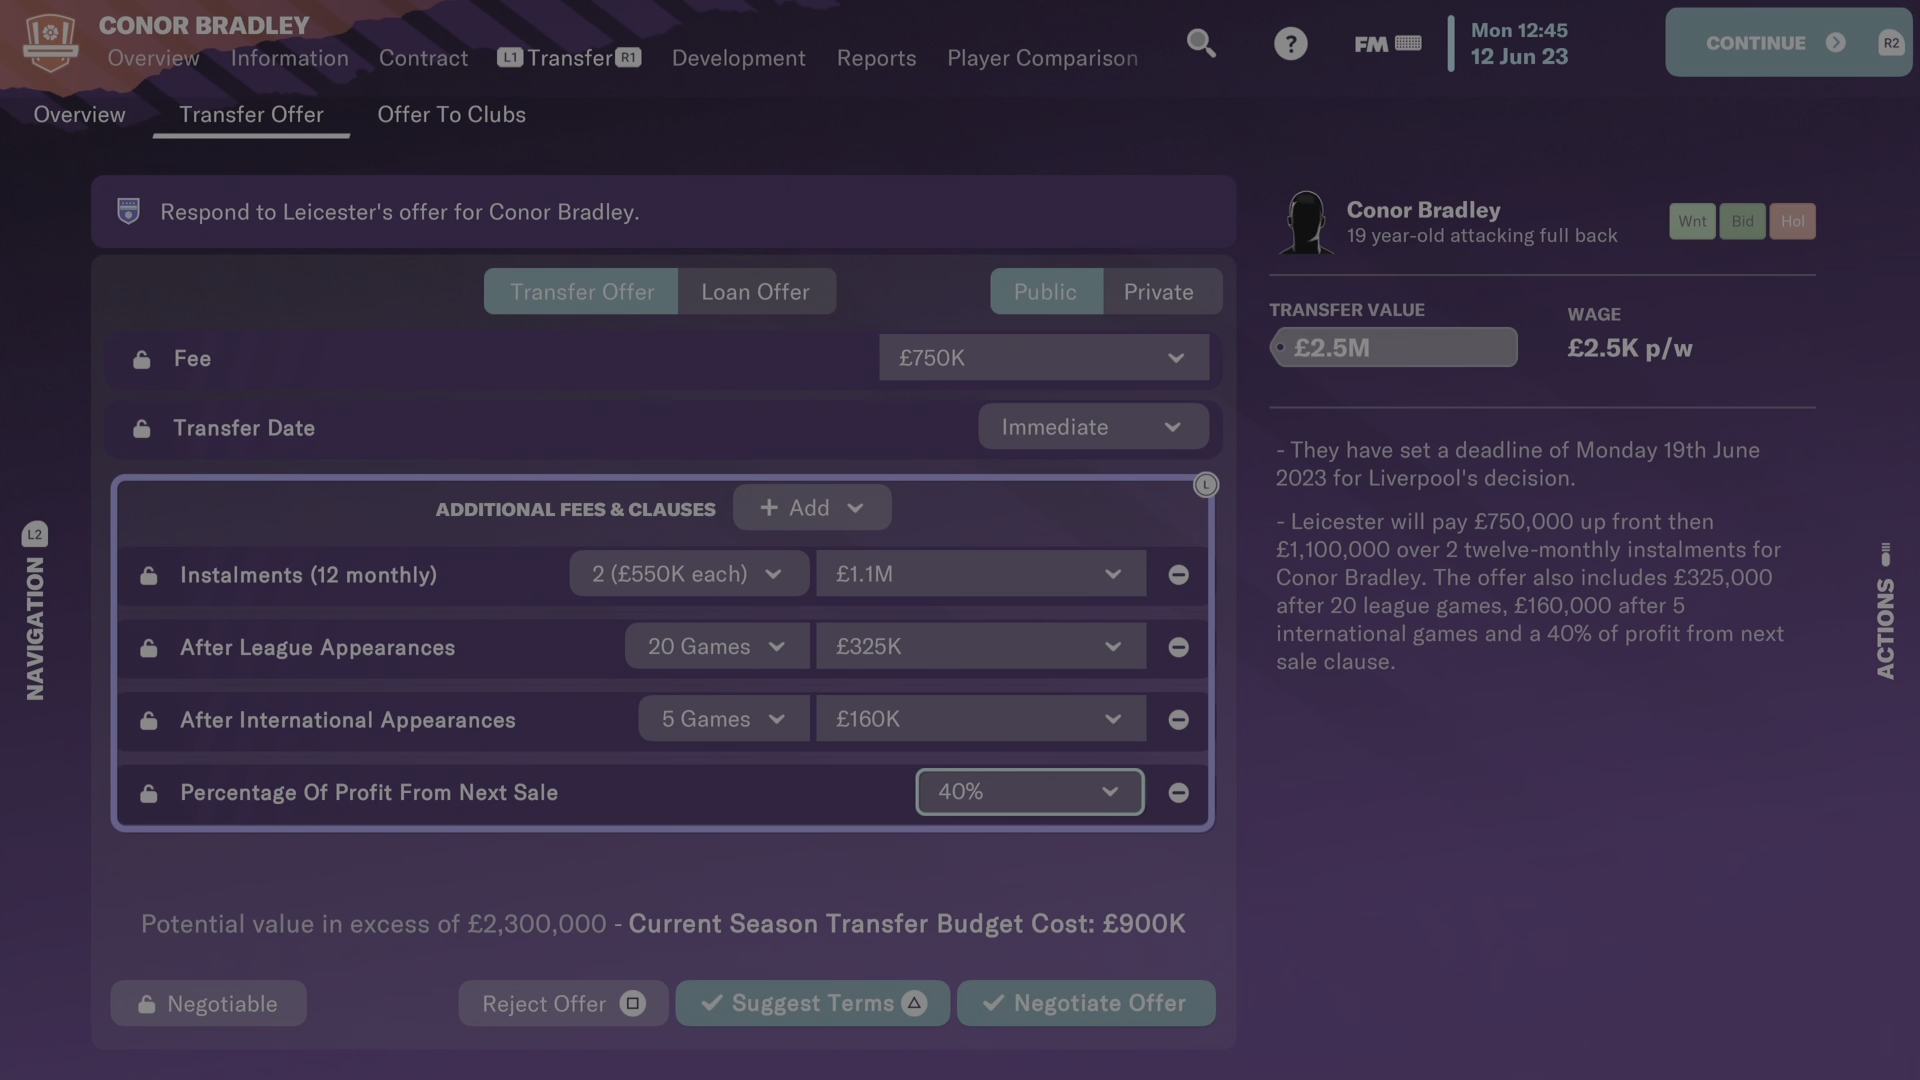 CONOR BRADLEY
Overview Information Contract L1 Transfer R1 Development Reports Player Comparison
? FM
Mon 12:45
12 Jun 23
CONTINUE R2
Overview Transfer Offer Offer To Clubs
Respond to Leicester's offer for Conor Bradley.
Transfer Offer Loan Offer Public Private
Fee £750K
Transfer Date Immediate
L
ADDITIONAL FEES & CLAUSES + Add
Instalments (12 monthly) 2 (£550K each) £1.1M
After League Appearances 20 Games £325K
After International Appearances 5 Games £160K
Percentage Of Profit From Next Sale 40%
Potential value in excess of £2,300,000 - Current Season Transfer Budget Cost: £900K
Negotiable Reject Offer Suggest Terms Negotiate Offer
L2
NAVIGATION
Conor Bradley
19 year-old attacking full back
Wnt Bid Hol
TRANSFER VALUE
£2.5M
WAGE
£2.5K p/w
- They have set a deadline of Monday 19th June
2023 for Liverpool's decision.
- Leicester will pay £750,000 up front then
£1,100,000 over 2 twelve-monthly instalments for
Conor Bradley. The offer also includes £325,000
after 20 league games, £160,000 after 5
international games and a 40% of profit from next
sale clause.
ACTIONS